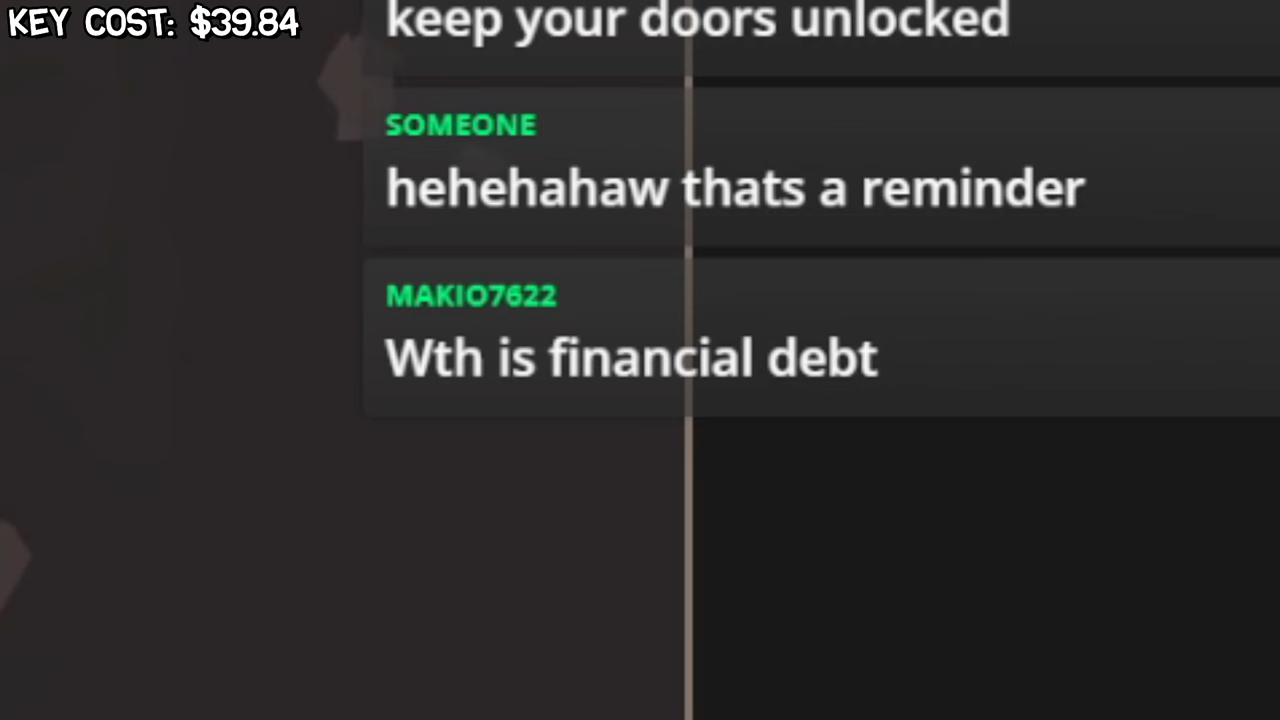 KEY COST: $39.84
keep your doors unlocked
SOMEONE
hehehahaw thats a reminder
MAKIO7622
Wth is financial debt